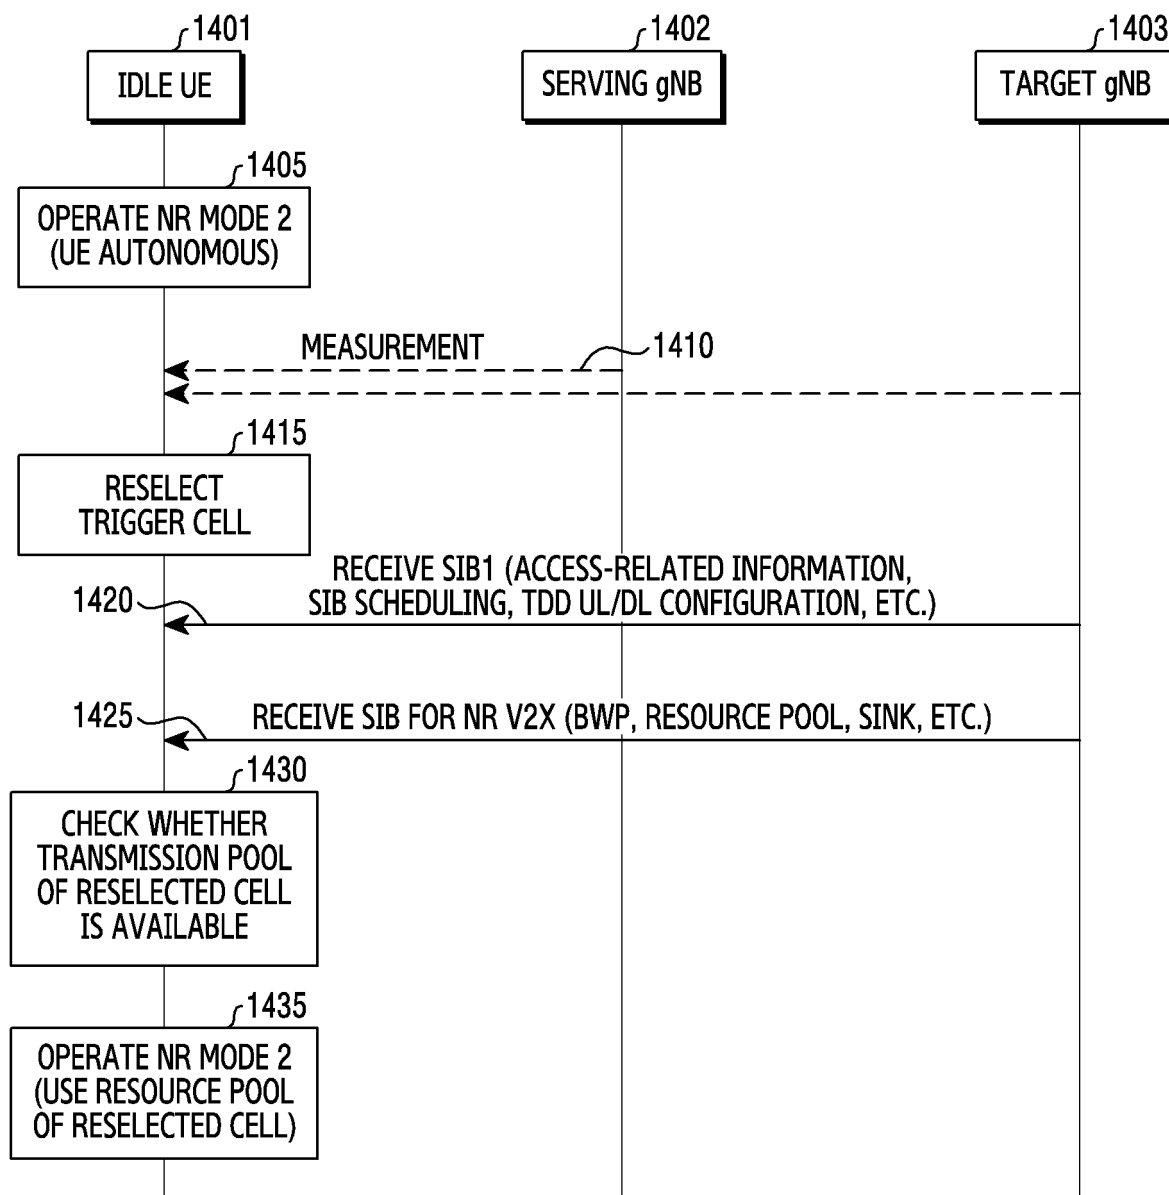 1401
1402
1403
IDLE UE
SERVING gNB
TARGET gNB
1405
OPERATE NR MODE 2
(UE AUTONOMOUS)
MEASUREMENT
1410
1415
RESELECT
TRIGGER CELL
RECEIVE SIB1 (ACCESS-RELATED INFORMATION,
SIB SCHEDULING, TDD UL/DL CONFIGURATION, ETC.)
1420
1425
RECEIVE SIB FOR NR V2X (BWP, RESOURCE POOL, SINK, ETC.)
1430
CHECK WHETHER
TRANSMISSION POOL
OF RESELECTED CELL
IS AVAILABLE
1435
OPERATE NR MODE 2
(USE RESOURCE POOL
OF RESELECTED CELL)